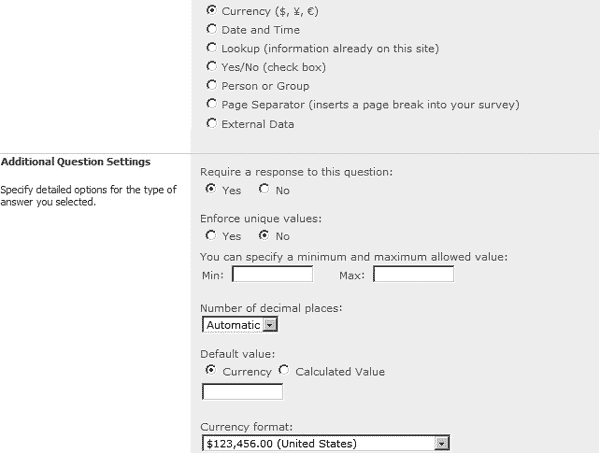 Currency ($, ¥, €)
Date and Time
Lookup (information already on this site)
Yes/No (check box)
Person or Group
Page Separator (inserts a page break into your survey)
External Data
Additional Question Settings
Specify detailed options for the type of
answer you selected.
Require a response to this question:
Yes No
Enforce unique values:
Yes No
You can specify a minimum and maximum allowed value:
Min: Max:
Number of decimal places:
Automatic
Default value:
Currency Calculated Value
Currency format:
$123,456.00 (United States)